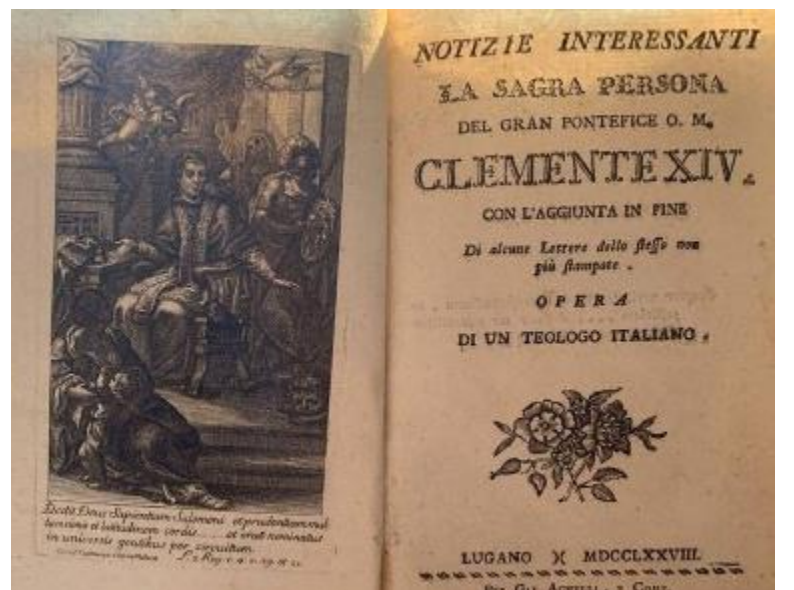 Dedit Deus Sapientiam Salomoni et prudentiam mul
tam nimis et latitudinem cordis ..... et erat nominatus
in universis gentibus per circuitum
NOTIZIE INTERESSANTI
LA SAGRA PERSONA
DEL GRAN PONTEFICE O. M.
CLEMENTE XIV.
CON L'AGGIUNTA IN FINE
Di alcune Lettere dello ſteſſo non
più ſtampate.
OPERA
DI UN TEOLOGO ITALIANO.
LUGANO )( MDCCLXXVIII.